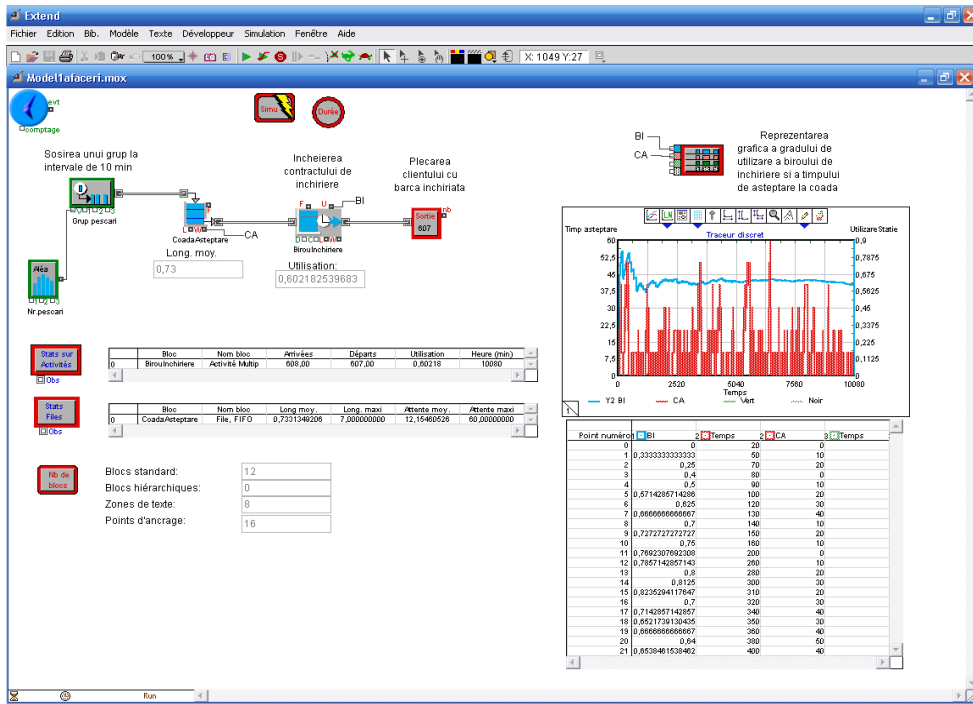 Extend
Fichier Edition Bib. Modèle Texte Développeur Simulation Fenêtre Aide
100% X: 1049 Y:27
Model1afaceri.mox
evt
comptage
Simu
Durée
Sosirea unui grup la
intervale de 10 min
Grup pescari
V 1 2 3
Aléa
1 2 3
Nr.pescari
F
L W
CA
CoadaAsteptare
Long. moy.
0,73
Incheierea
contractului de
inchiriere
F U
BI
D C L W
BirouInchiriere
Utilisation:
0,602182539683
Plecarea
clientului cu
barca inchiriata
Sortie
607
nb
BI
CA
Reprezentarea
grafica a gradului de
utilizare a biroului de
inchiriere si a timpului
de asteptare la coada
LN
Timp asteptare Traceur discret Utilizare Statie
60 0,9
52,5 0,7875
45 0,675
37,5 0,5625
30 0,45
22,5 0,3375
15 0,225
7,5 0,1125
0 0
0 2520 5040 7560 10080
Temps
Y2 BI CA Vert Noir
1
Stats sur
Activités
Obs
Bloc Nom bloc Arrivées Départs Utilisation Heure (min)
0 BirouInchiriere Activité Multip 608,00 607,00 0,60218 10080
Stats
Files
Obs
Bloc Nom bloc Long moy. Long. maxi Attente moy. Attente maxi
0 CoadaAsteptare File, FIFO 0,7331349206 7,000000000 12,15460526 60,00000000
Nb de
blocs
Blocs standard: 12
Blocs hiérarchiques: 0
Zones de texte: 8
Points d'ancrage: 16
Point numéro 1 BI 2 Temps 2 CA 3 Temps
0 0 20 0
1 0,3333333333333 50 10
2 0,25 70 20
3 0,4 80 0
4 0,5 90 10
5 0,5714285714286 100 20
6 0,625 120 30
7 0,6666666666667 130 40
8 0,7 140 10
9 0,7272727272727 150 20
10 0,75 160 10
11 0,7692307692308 200 0
12 0,7857142857143 260 10
13 0,8 280 20
14 0,8125 300 30
15 0,8235294117647 310 20
16 0,7 320 30
17 0,7142857142857 340 40
18 0,6521739130435 350 30
19 0,6666666666667 360 40
20 0,64 380 50
21 0,6538461538462 400 40
Run